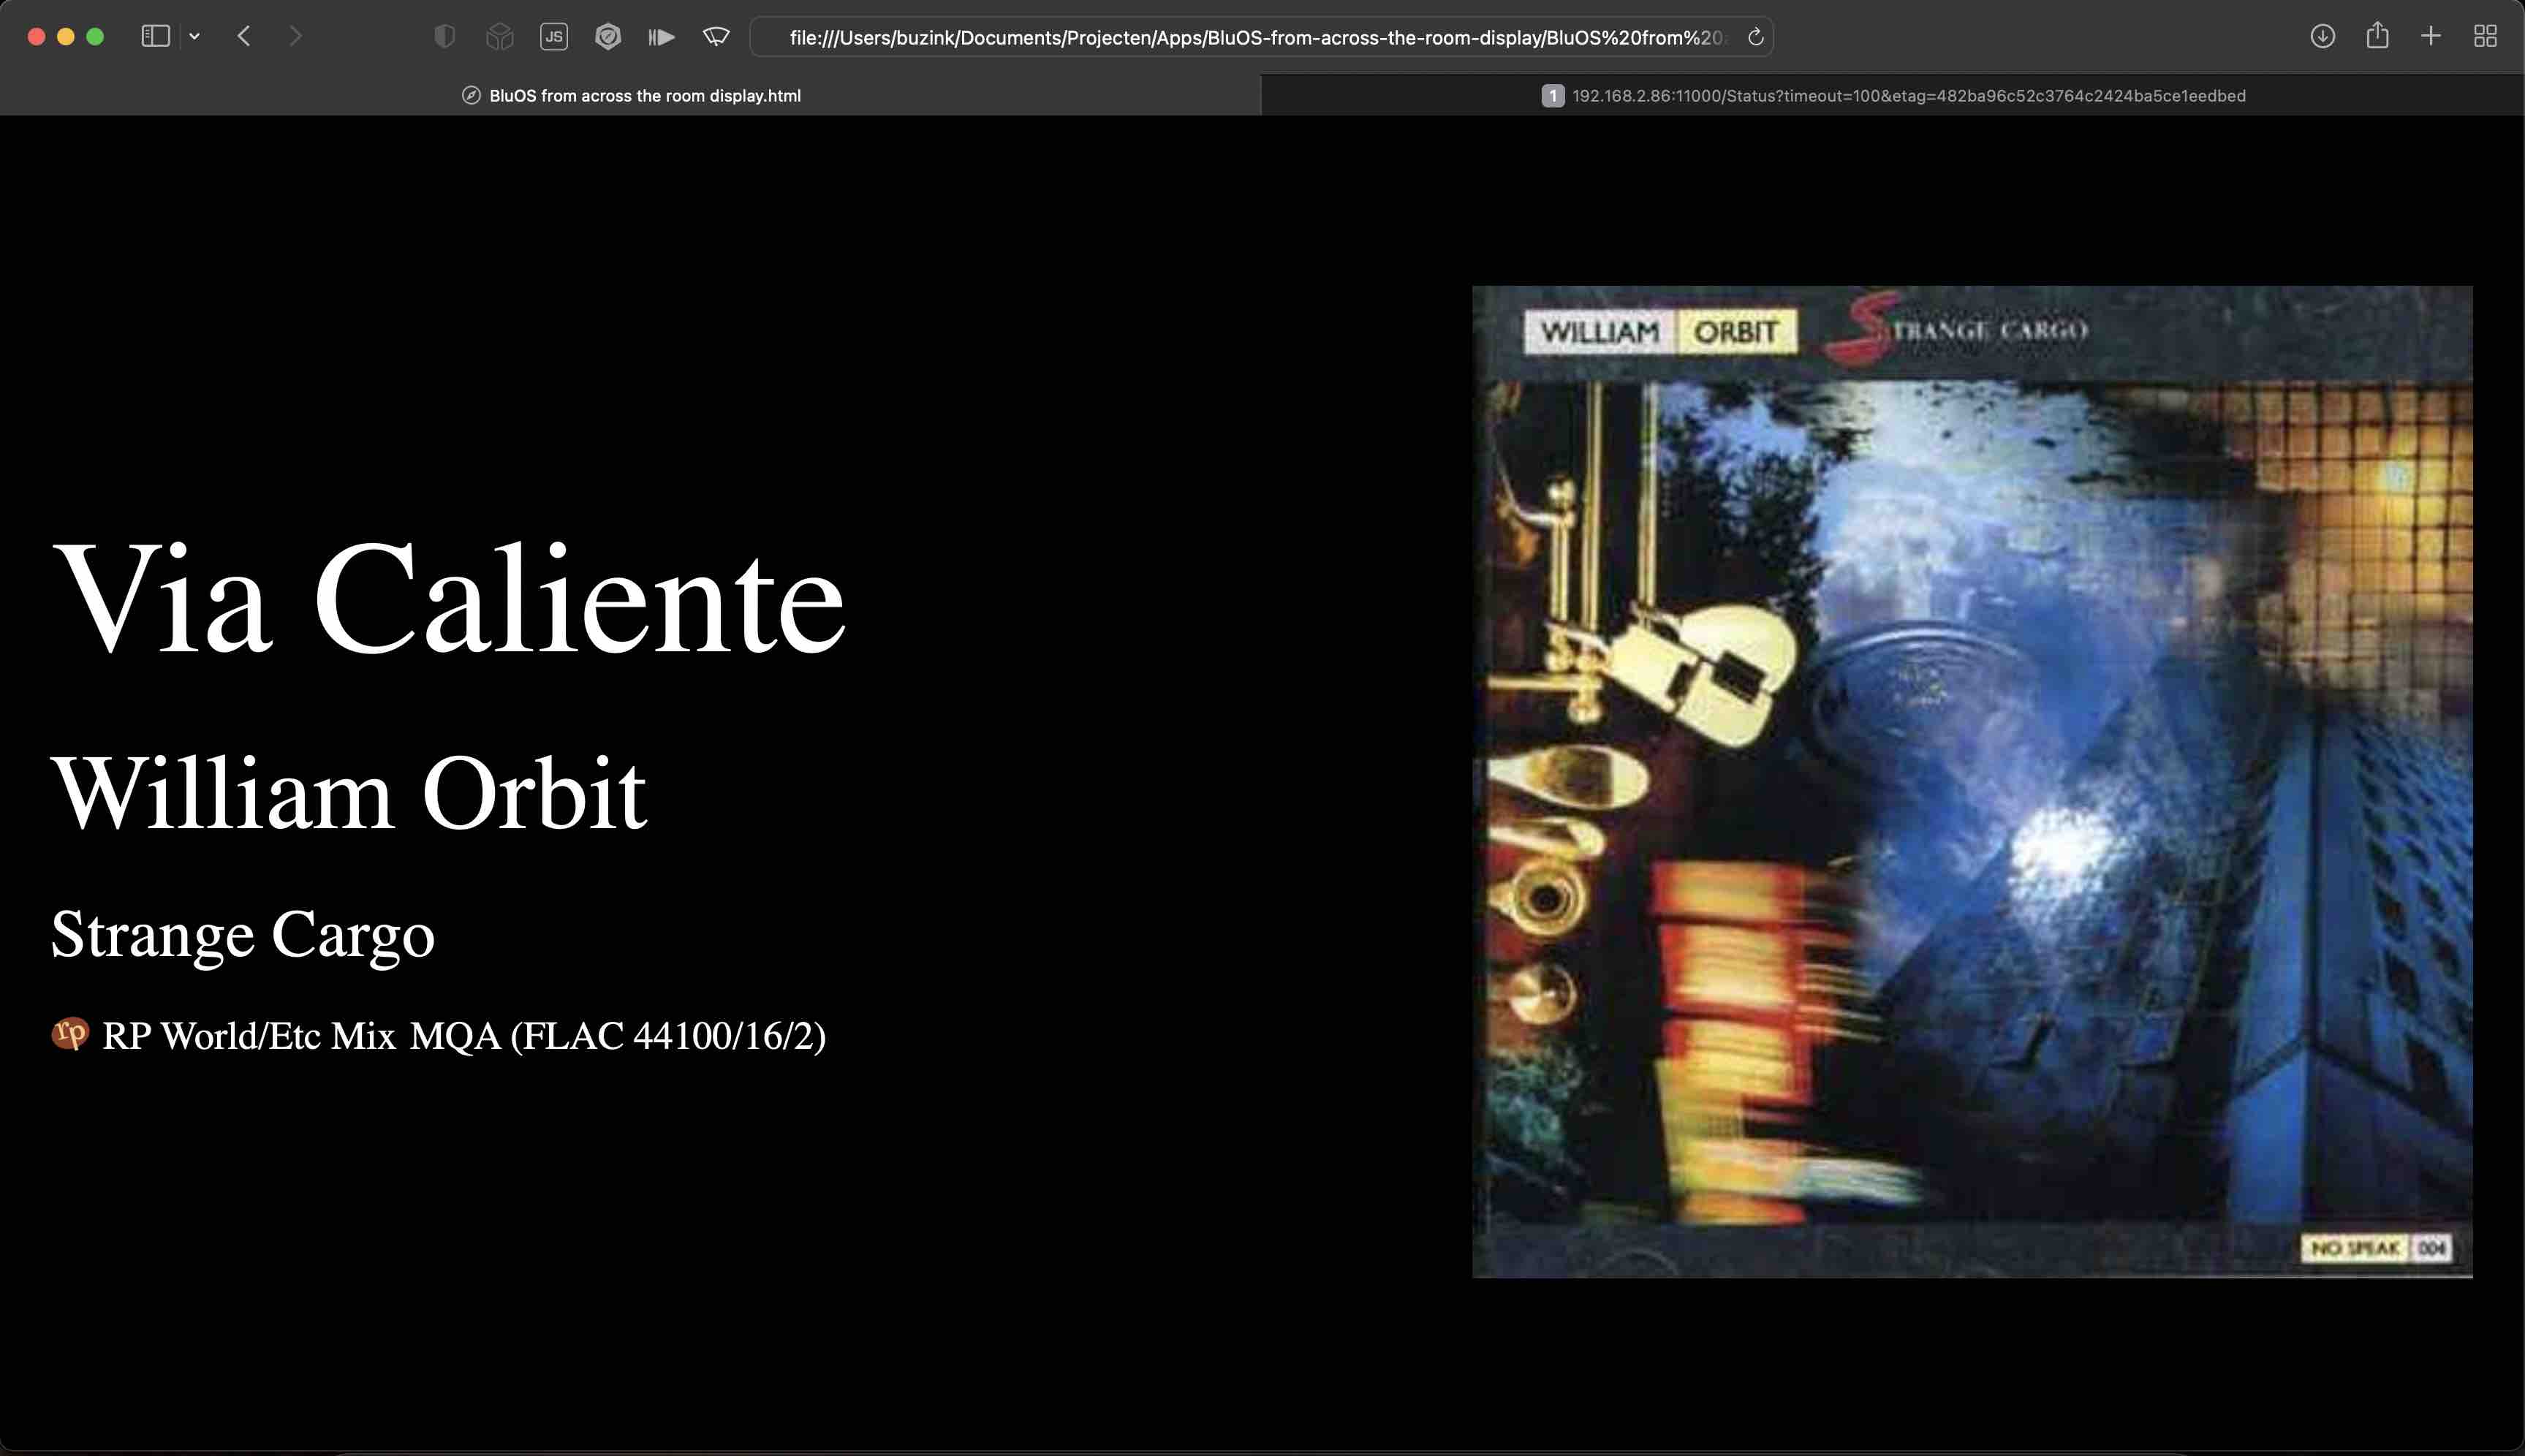 JS
file:///Users/buzink/Documents/Projecten/Apps/BluOS-from-across-the-room-display/BluOS%20from%20
BluOS from across the room display.html
1 192.168.2.86:11000/Status?timeout=100&etag=482ba96c52c3764c2424ba5ce1eedbed
WILLIAM ORBIT STRANGE CARGO
Via Caliente
William Orbit
Strange Cargo
rp RP World/Etc Mix MQA (FLAC 44100/16/2)
NO SPEAK 004